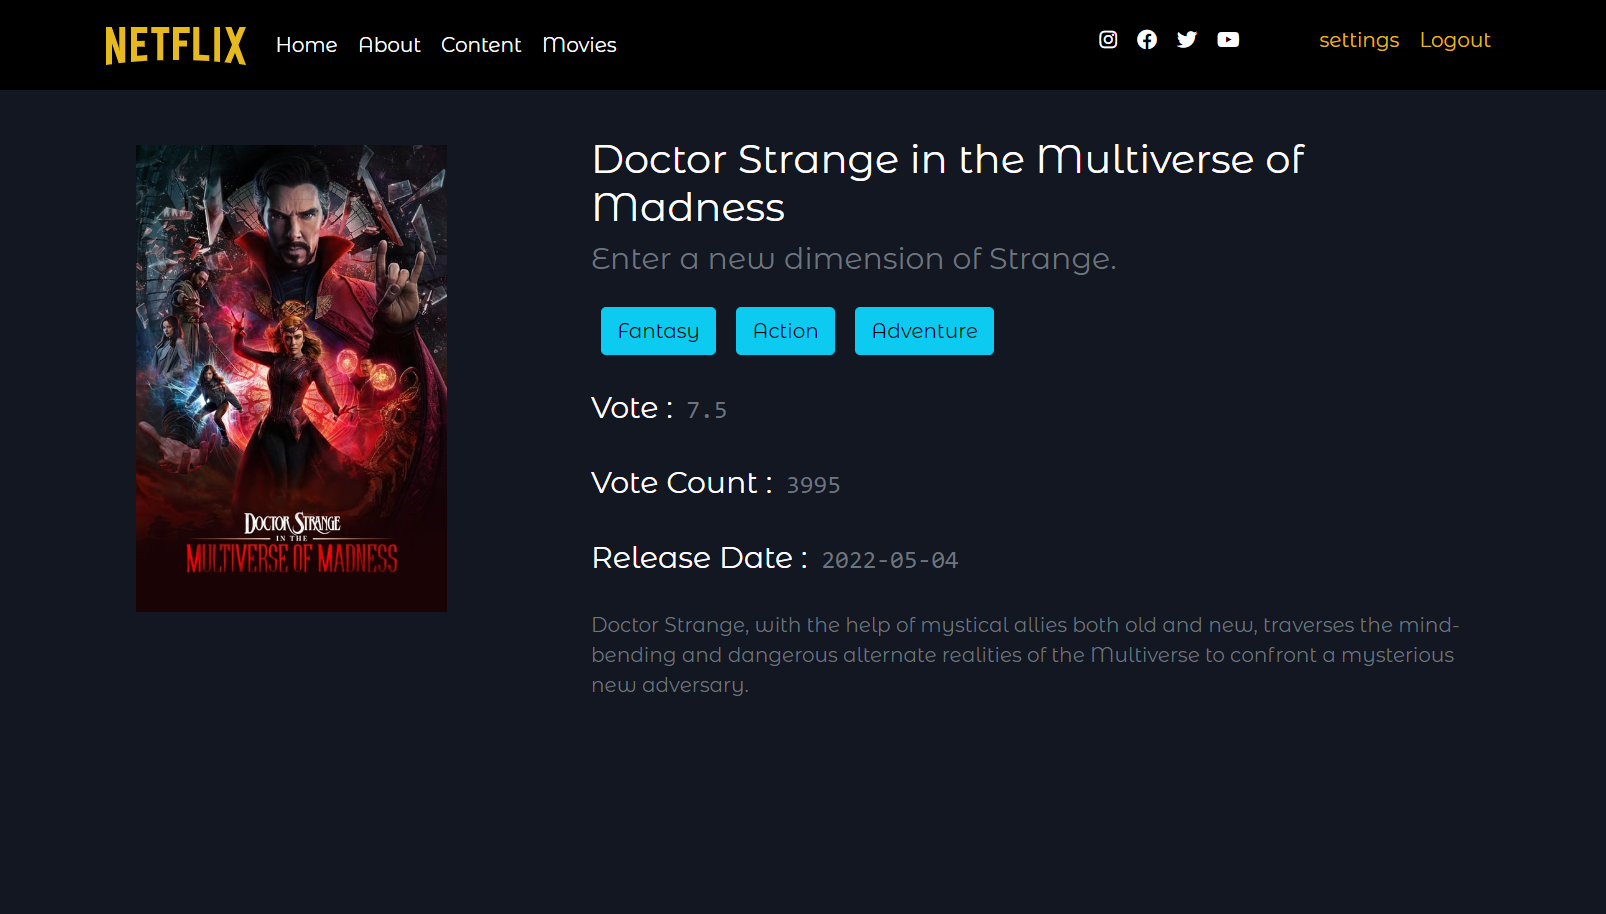 NETFLIX Home About Content Movies settings Logout
Doctor Strange in the Multiverse of
Madness
Enter a new dimension of Strange.
Fantasy Action Adventure
Vote : 7.5
Vote Count : 3995
Release Date : 2022-05-04
Doctor Strange, with the help of mystical allies both old and new, traverses the mind-
bending and dangerous alternate realities of the Multiverse to confront a mysterious
new adversary.
DOCTOR STRANGE
IN THE
MULTIVERSE OF MADNESS